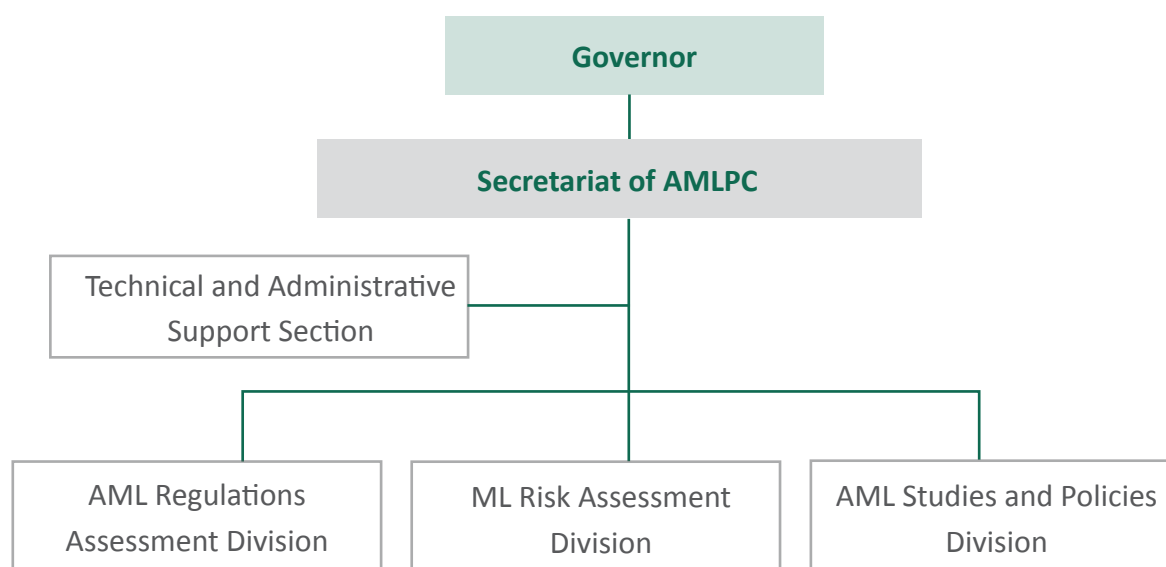 Governor
Secretariat of AMLPC
Technical and Administrative
Support Section
AML Regulations
Assessment Division
ML Risk Assessment
Division
AML Studies and Policies
Division